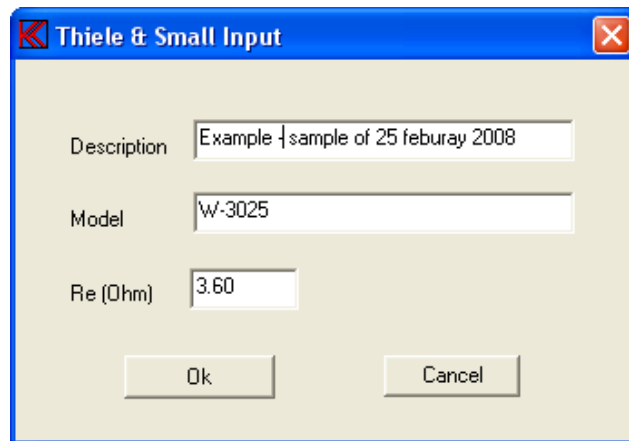 Thiele & Small Input
Description Example - sample of 25 feburay 2008
Model W-3025
Re (Ohm) 3.60
Ok Cancel